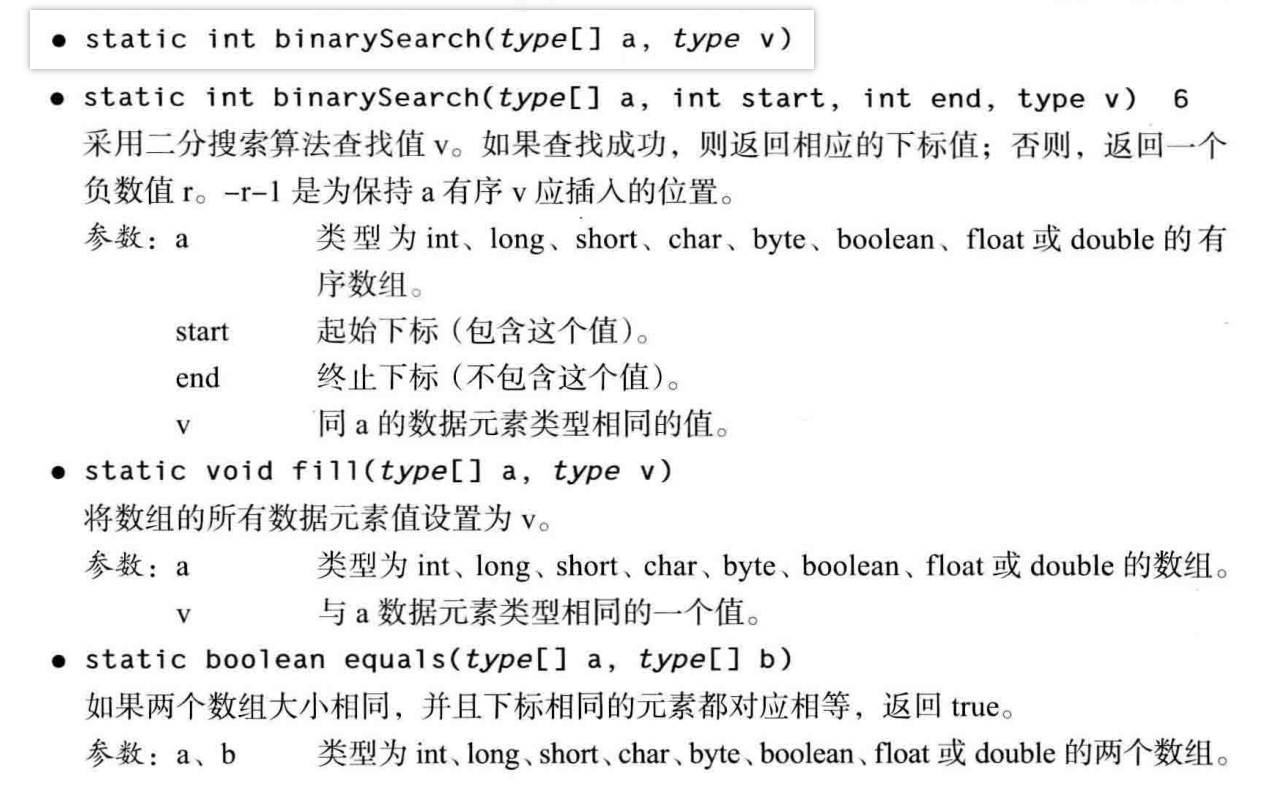 • static int binarySearch(type[] a, type v)
• static int binarySearch(type[] a, int start, int end, type v) 6
采用二分搜索算法查找值 v。如果查找成功，则返回相应的下标值；否则，返回一个
负数值 r。–r–1 是为保持 a 有序 v 应插入的位置。
参数：a 类型为 int、long、short、char、byte、boolean、float 或 double 的有
序数组。
start 起始下标（包含这个值）。
end 终止下标（不包含这个值）。
v 同 a 的数据元素类型相同的值。
• static void fill(type[] a, type v)
将数组的所有数据元素值设置为 v。
参数：a 类型为 int、long、short、char、byte、boolean、float 或 double 的数组。
v 与 a 数据元素类型相同的一个值。
• static boolean equals(type[] a, type[] b)
如果两个数组大小相同，并且下标相同的元素都对应相等，返回 true。
参数：a、b 类型为 int、long、short、char、byte、boolean、float 或 double 的两个数组。